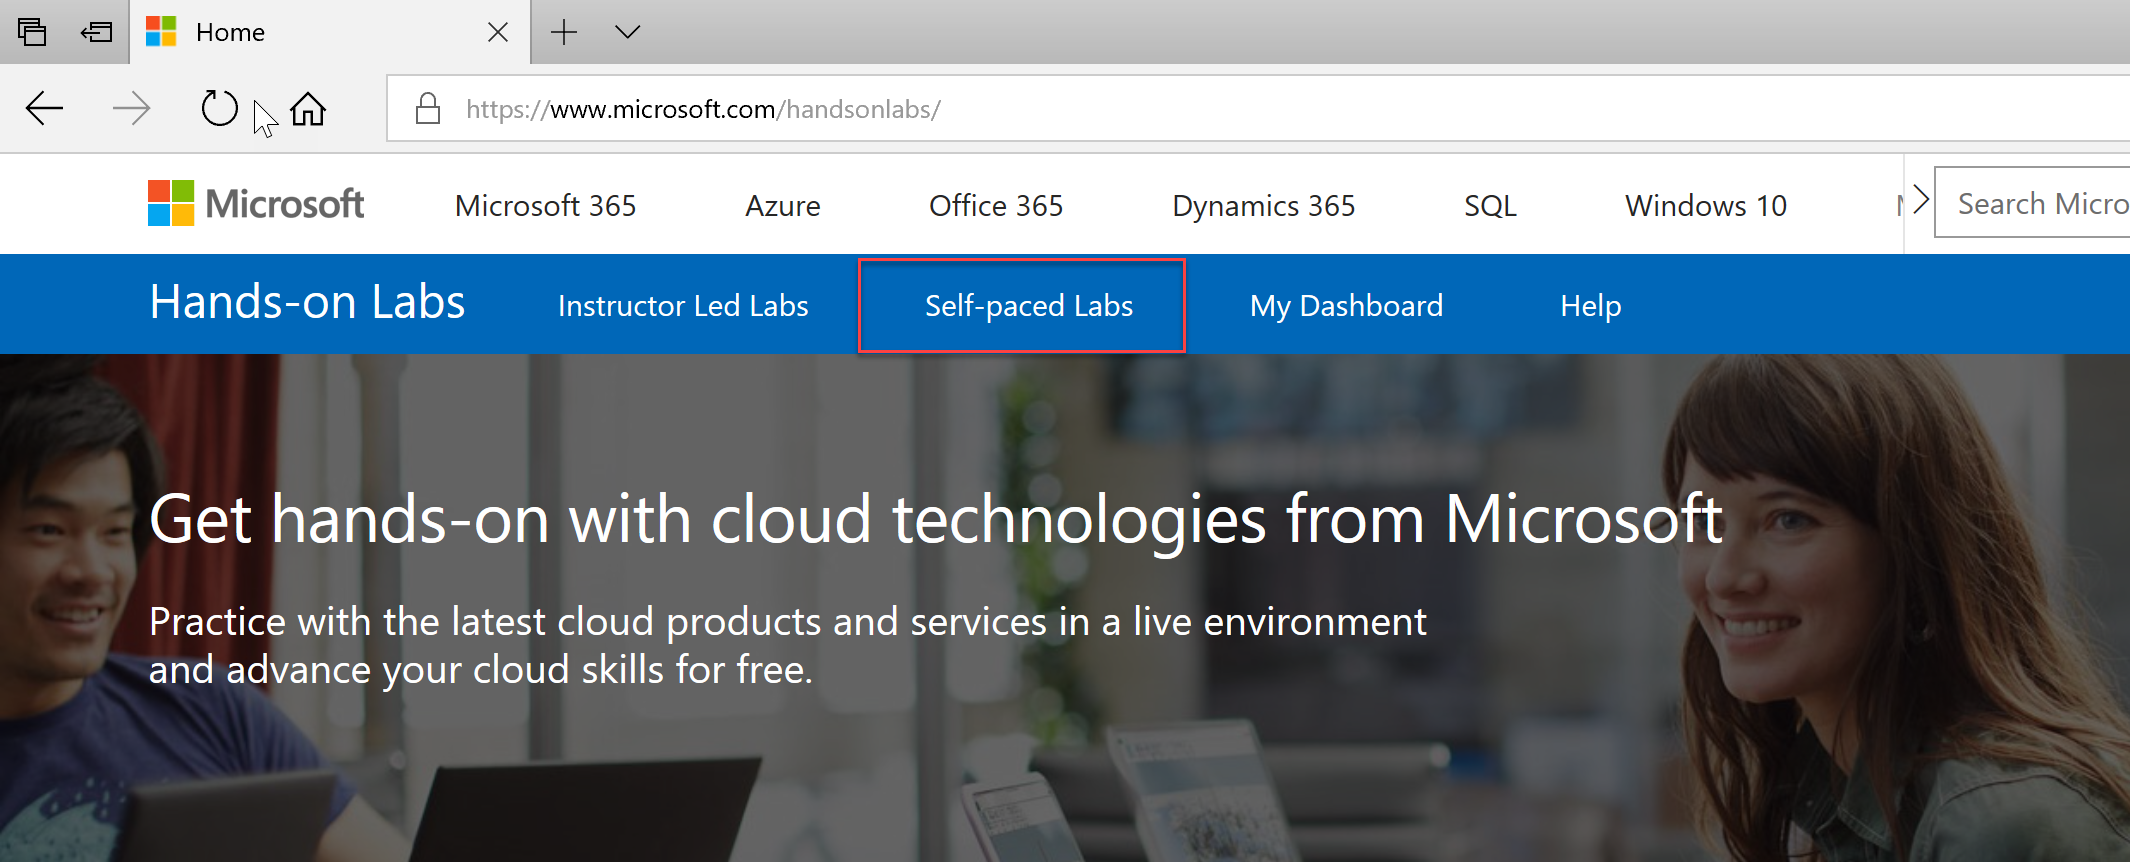 Home
https://www.microsoft.com/handsonlabs/
Microsoft Microsoft 365 Azure Office 365 Dynamics 365 SQL Windows 10 Search Micro
Hands-on Labs Instructor Led Labs Self-paced Labs My Dashboard Help
Get hands-on with cloud technologies from Microsoft
Practice with the latest cloud products and services in a live environment
and advance your cloud skills for free.